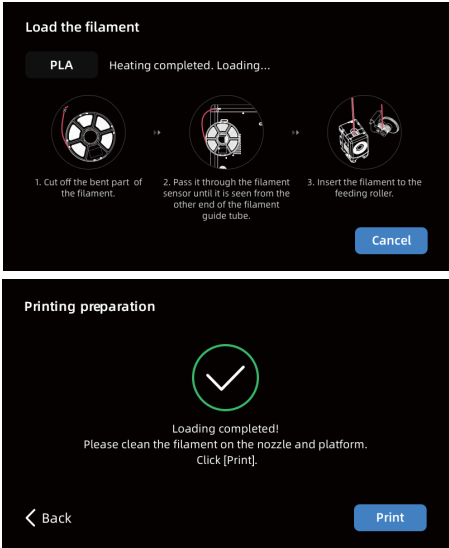 Load the filament
PLA
Heating completed. Loading...
1. Cut off the bent part of
the filament.
2. Pass it through the filament
sensor until it is seen from the
other end of the filament
guide tube.
3. Insert the filament to the
feeding roller.
Cancel
Printing preparation
Loading completed!
Please clean the filament on the nozzle and platform.
Click [Print].
Back
Print